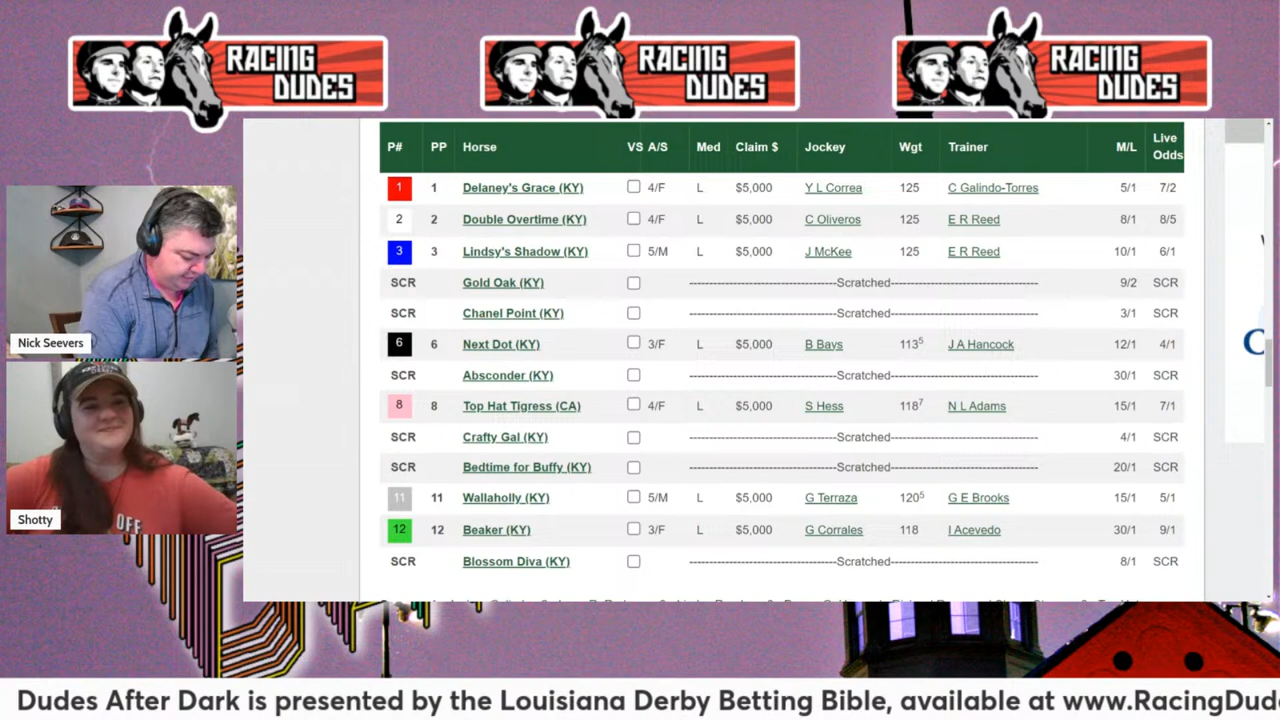 RACING DUDES
RACING DUDES
RACING DUDES
P# PP Horse VS A/S Med Claim $ Jockey Wgt Trainer M/L Live Odds
1 1 Delaney's Grace (KY) 4/F L $5,000 Y L Correa 125 C Galindo-Torres 5/1 7/2
2 2 Double Overtime (KY) 4/F L $5,000 C Oliveros 125 E R Reed 8/1 8/5
3 3 Lindsy's Shadow (KY) 5/M L $5,000 J McKee 125 E R Reed 10/1 6/1
SCR Gold Oak (KY) ---Scratched--- 9/2 SCR
SCR Chanel Point (KY) ---Scratched--- 3/1 SCR
6 6 Next Dot (KY) 3/F L $5,000 B Bays 113⁵ J A Hancock 12/1 4/1
SCR Absconder (KY) ---Scratched--- 30/1 SCR
8 8 Top Hat Tigress (CA) 4/F L $5,000 S Hess 118⁷ N L Adams 15/1 7/1
SCR Crafty Gal (KY) ---Scratched--- 4/1 SCR
SCR Bedtime for Buffy (KY) ---Scratched--- 20/1 SCR
11 11 Wallaholly (KY) 5/M L $5,000 G Terraza 120⁵ G E Brooks 15/1 5/1
12 12 Beaker (KY) 3/F L $5,000 G Corrales 118 I Acevedo 30/1 9/1
SCR Blossom Diva (KY) ---Scratched--- 8/1 SCR
Nick Seevers
Shotty
OFF
Dudes After Dark is presented by the Louisiana Derby Betting Bible, available at www.RacingDud